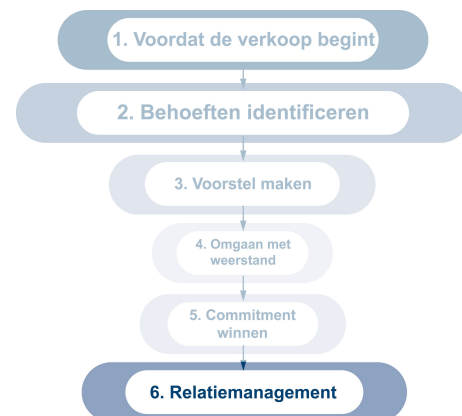 1. Voordat de verkoop begint
2. Behoeften identificeren
3. Voorstel maken
4. Omgaan met
weerstand
5. Commitment
winnen
6. Relatiemanagement